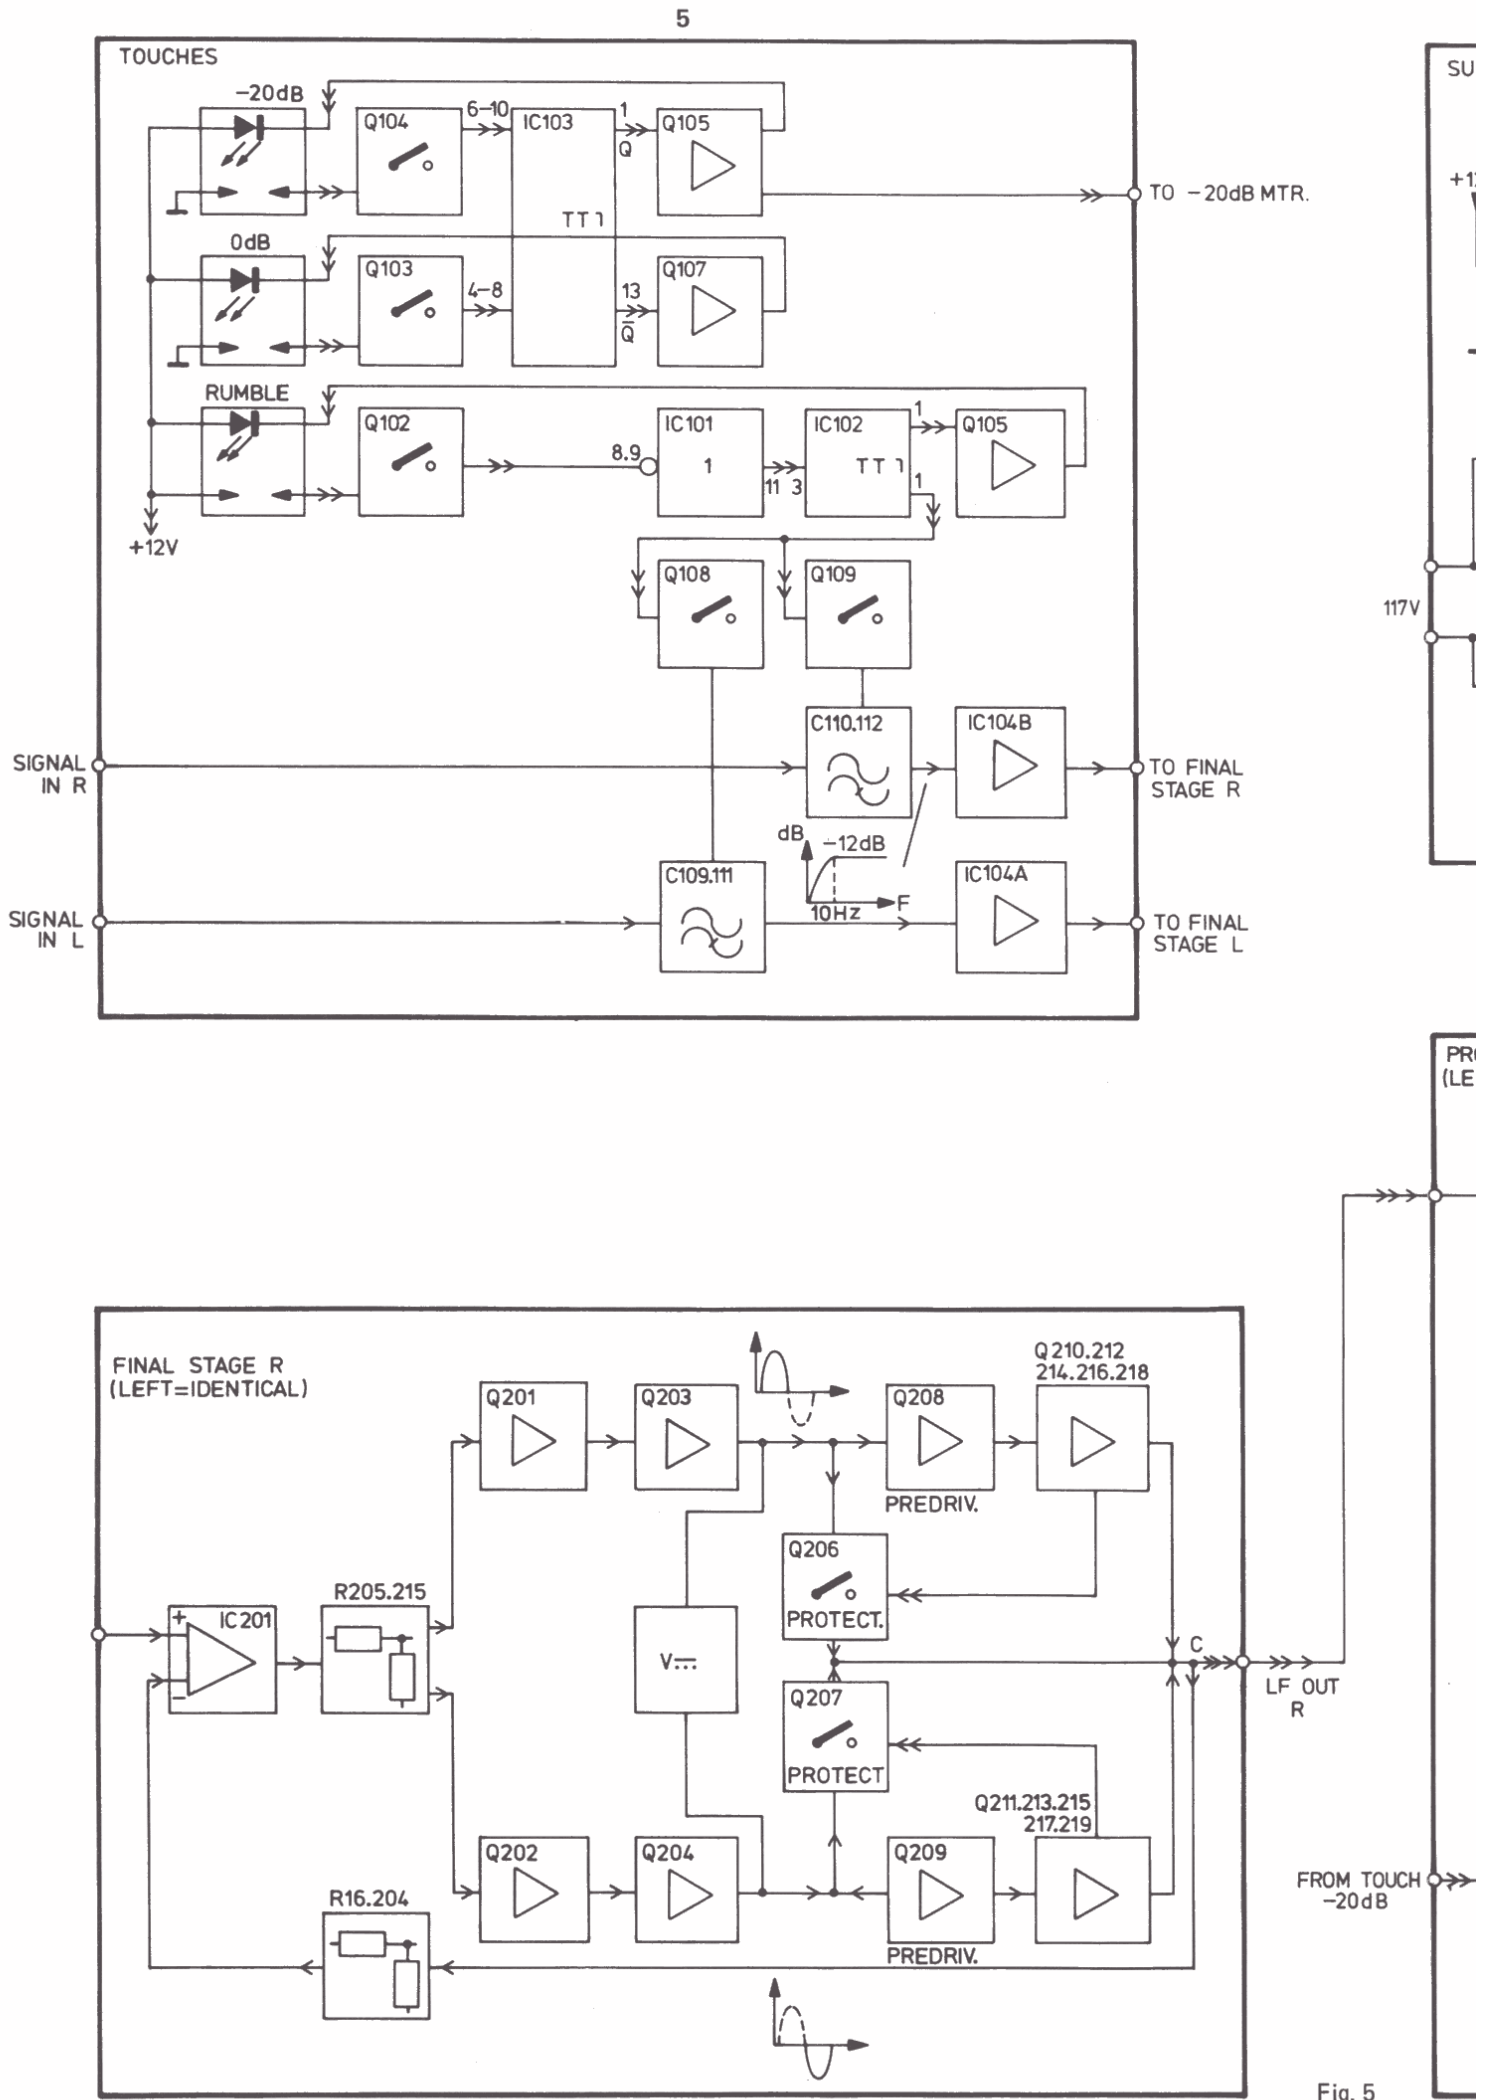 5
TOUCHES
-20dB
Q104
6-10
IC103
1
Q
Q105
TO -20dB MTR.
TT
0dB
Q103
4-8
13
Q̅
Q107
RUMBLE
Q102
8.9
IC101
1
11
3
IC102
TT
1
1
Q105
+12V
Q108
Q109
SIGNAL
IN R
C110.112
IC104B
TO FINAL
STAGE R
dB
-12dB
10Hz
F
SIGNAL
IN L
C109.111
IC104A
TO FINAL
STAGE L
SU
+1
117V
PR
(LE
FINAL STAGE R
(LEFT=IDENTICAL)
Q201
Q203
Q208
PREDRIV.
Q210.212
214.216.218
Q206
PROTECT.
R205.215
+
IC201
-
V
C
LF OUT
R
Q207
PROTECT
Q211.213.215
217.219
Q202
Q204
Q209
PREDRIV.
R16.204
FROM TOUCH
-20dB
Fig. 5